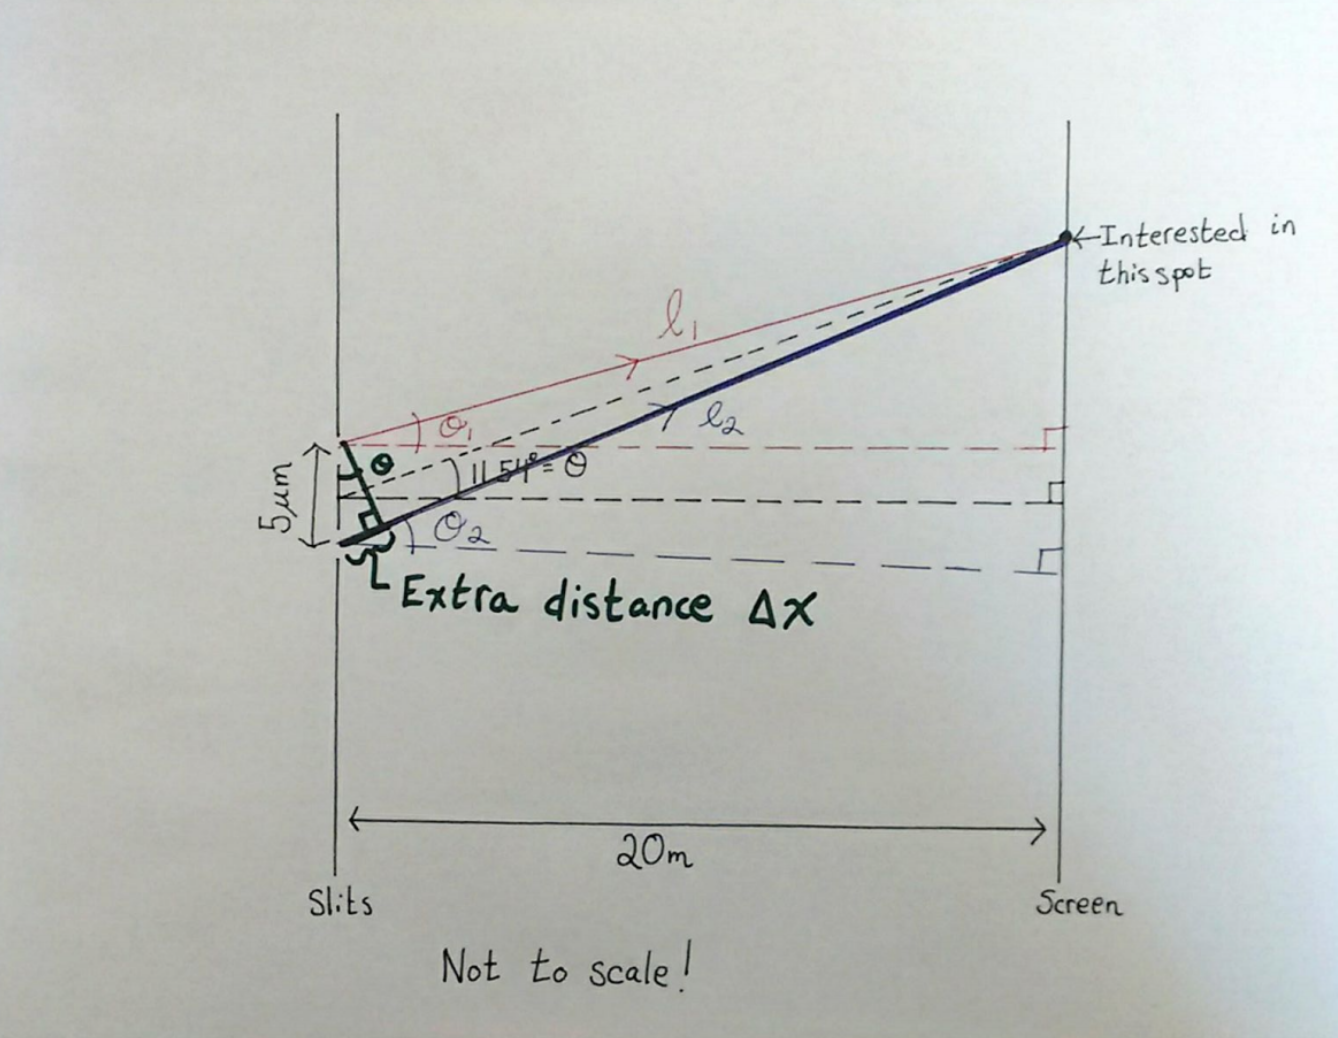 ←Interested in
this spot
l₁
l₂
θ₁
θ
11.54° = θ
5μm
θ₂
Extra distance Δx
20m
Slits
Screen
Not to scale!